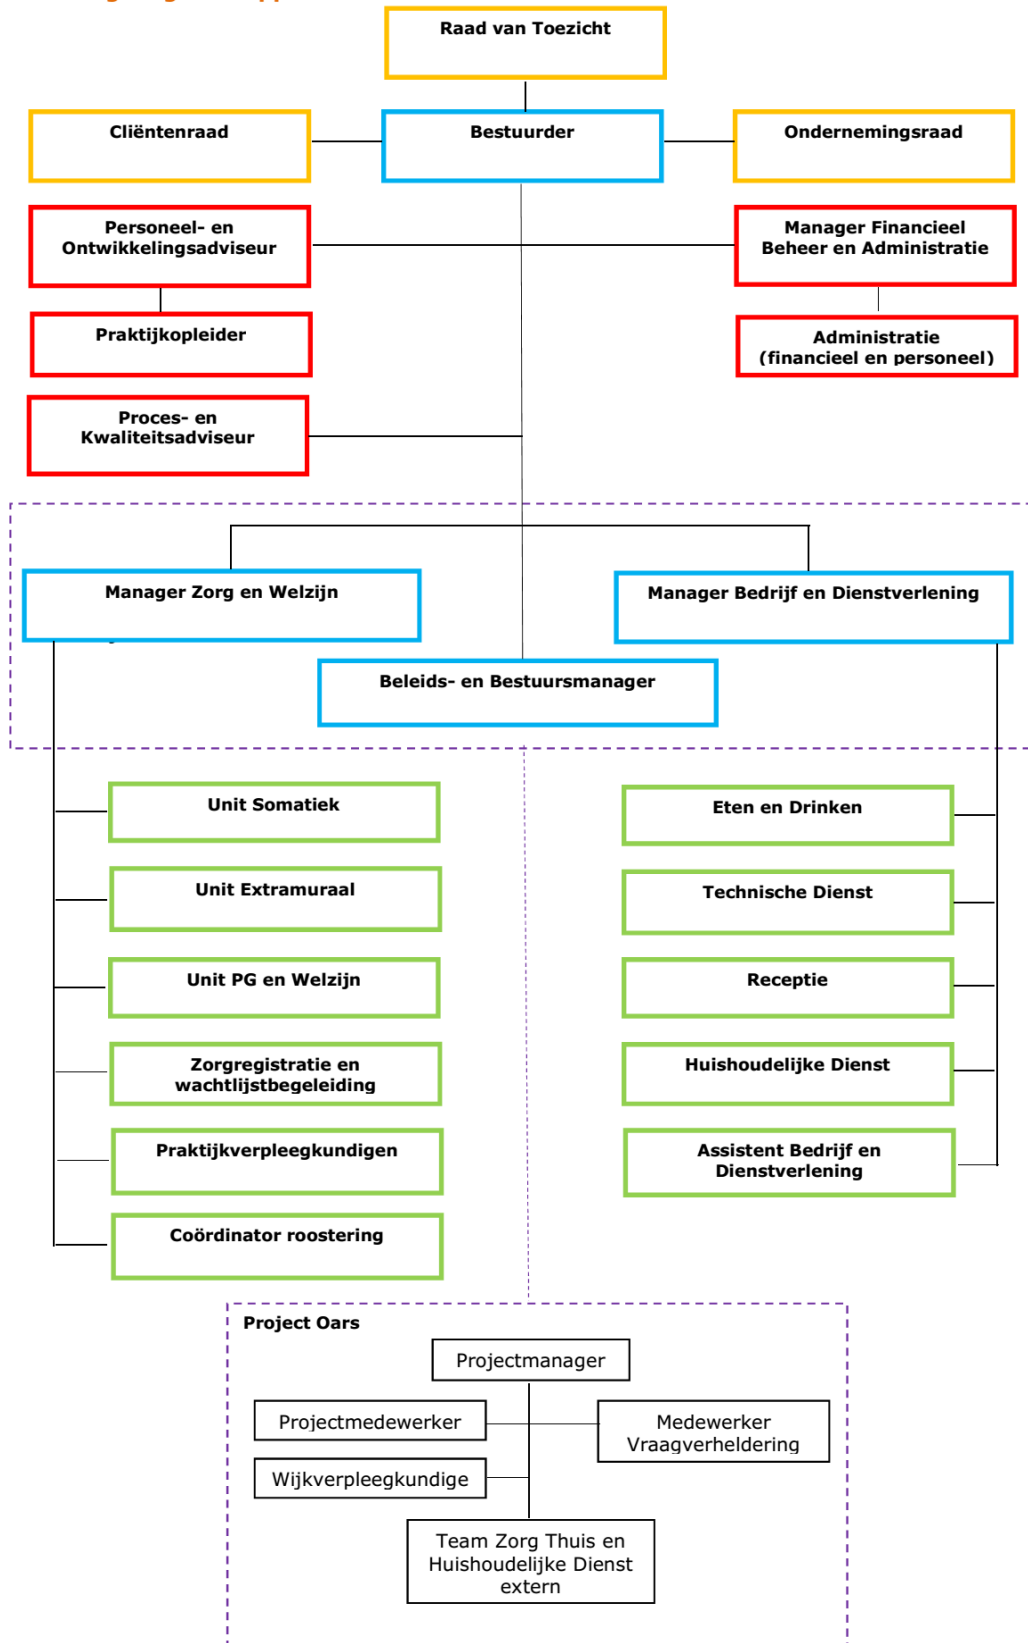 Raad van Toezicht
Cliëntenraad
Bestuurder
Ondernemingsraad
Personeel- en
Ontwikkelingsadviseur
Manager Financieel
Beheer en Administratie
Praktijkopleider
Administratie
(financieel en personeel)
Proces- en
Kwaliteitsadviseur
Manager Zorg en Welzijn
Manager Bedrijf en Dienstverlening
Beleids- en Bestuursmanager
Unit Somatiek
Eten en Drinken
Unit Extramuraal
Technische Dienst
Unit PG en Welzijn
Receptie
Zorgregistratie en
wachtlijstbegeleiding
Huishoudelijke Dienst
Praktijkverpleegkundigen
Assistent Bedrijf en
Dienstverlening
Coördinator roostering
Project Oars
Projectmanager
Projectmedewerker
Medewerker
Vraagverheldering
Wijkverpleegkundige
Team Zorg Thuis en
Huishoudelijke Dienst
extern